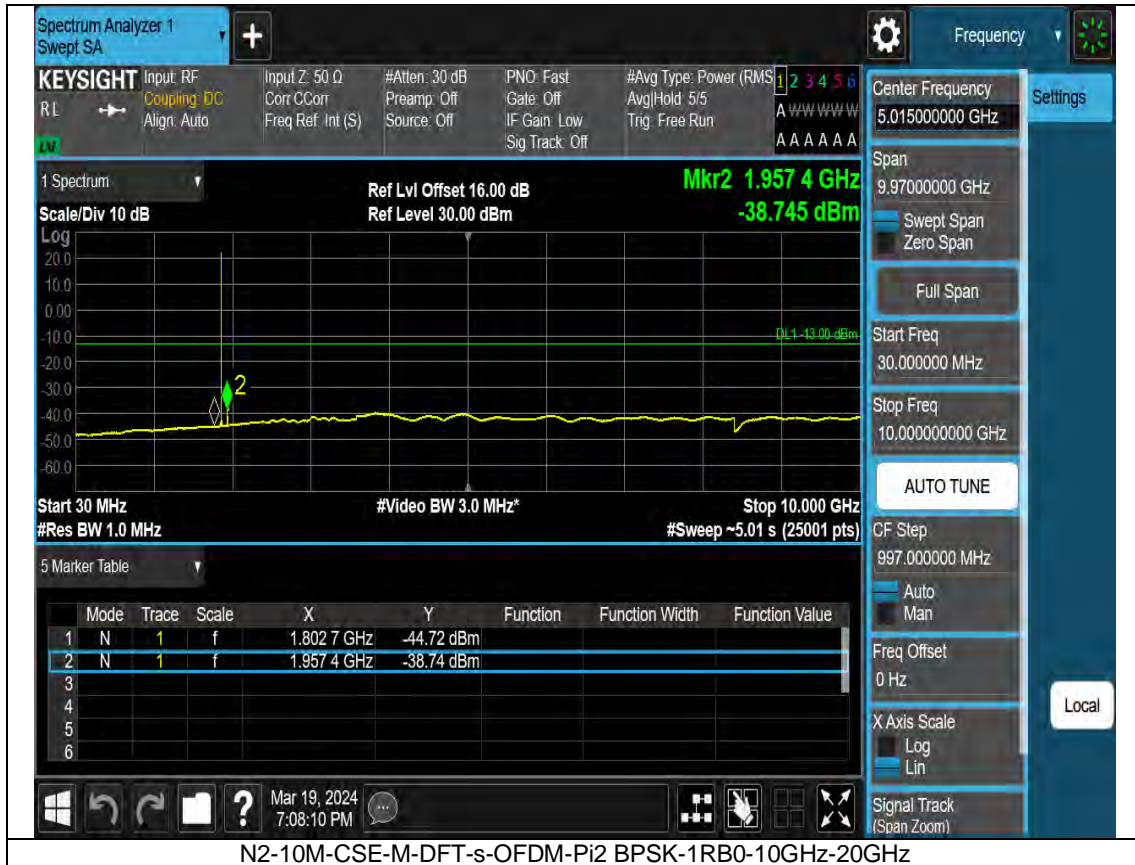 Spectrum Analyzer 1
Swept SA
+
Frequency
KEYSIGHT
RL
LXI
Input: RF
Coupling: DC
Align: Auto
Input Z: 50 Ω
Corr CCorr
Freq Ref: Int (S)
#Atten: 30 dB
Preamp: Off
Source: Off
PNO: Fast
Gate: Off
IF Gain: Low
Sig Track: Off
#Avg Type: Power (RMS
Avg|Hold: 5/5
Trig: Free Run
1 2 3 4 5 6
A W W W W W
A A A A A A
Center Frequency
5.015000000 GHz
Settings
Span
9.97000000 GHz
Swept Span
Zero Span
Full Span
Start Freq
30.000000 MHz
Stop Freq
10.000000000 GHz
AUTO TUNE
CF Step
997.000000 MHz
Auto
Man
Freq Offset
0 Hz
X Axis Scale
Log
Lin
Signal Track
(Span Zoom)
Local
1 Spectrum
Scale/Div 10 dB
Ref Lvl Offset 16.00 dB
Ref Level 30.00 dBm
Mkr2 1.957 4 GHz
-38.745 dBm
Log
20.0
10.0
0.00
-10.0
-20.0
-30.0
-40.0
-50.0
-60.0
DL1 -13.00 dBm
2
Start 30 MHz
#Video BW 3.0 MHz*
Stop 10.000 GHz
#Res BW 1.0 MHz
#Sweep ~5.01 s (25001 pts)
5 Marker Table
Mode Trace Scale X Y Function Function Width Function Value
1 N 1 f 1.802 7 GHz -44.72 dBm
2 N 1 f 1.957 4 GHz -38.74 dBm
3
4
5
6
?
Mar 19, 2024
7:08:10 PM
N2-10M-CSE-M-DFT-s-OFDM-Pi2 BPSK-1RB0-10GHz-20GHz